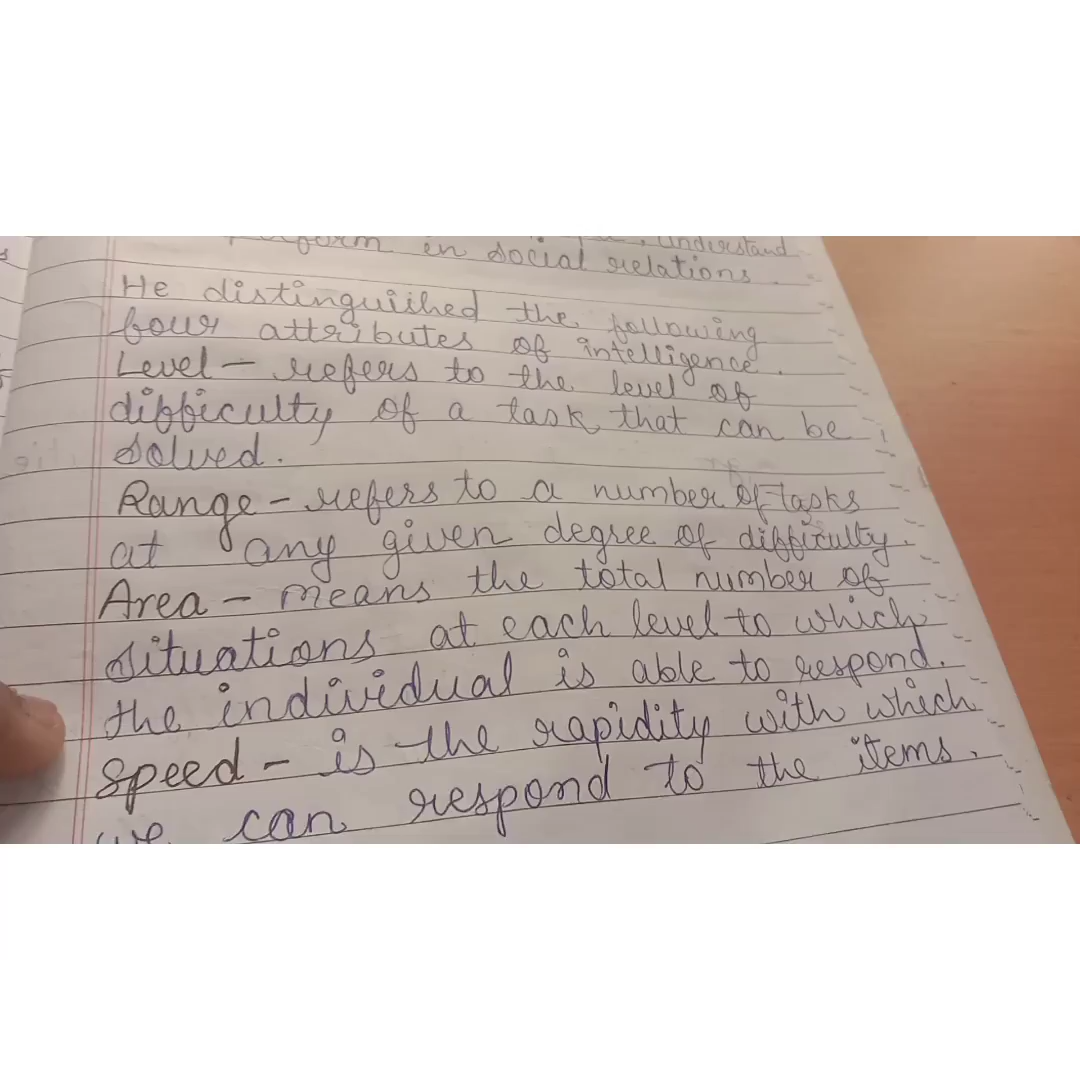 form in social relations. understand
He distinguished the following
four attributes of intelligence.
Level – refers to the level of
difficulty of a task that can be
solved.
Range – refers to a number of tasks
at any given degree of difficulty.
Area – means the total number of
situations at each level to which
the individual is able to respond.
Speed – is the rapidity with which
we can respond to the items.